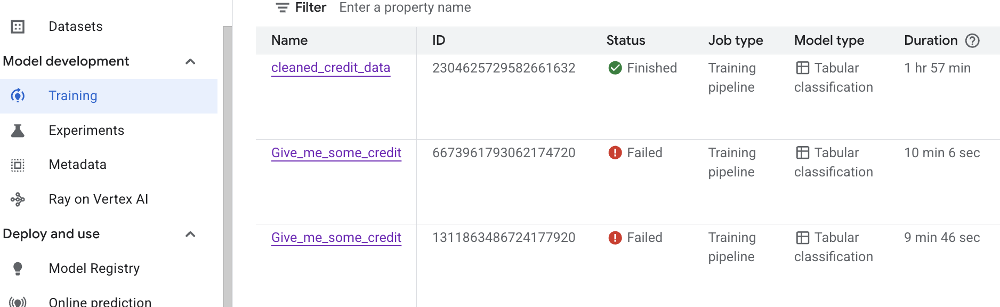 Datasets
Model development
Training
Experiments
Metadata
Ray on Vertex AI
Deploy and use
Model Registry
Online prediction
Filter Enter a property name
Name ID Status Job type Model type Duration
cleaned_credit_data 2304625729582661632 Finished Training Tabular 1 hr 57 min
pipeline classification
Give_me_some_credit 6673961793062174720 Failed Training Tabular 10 min 6 sec
pipeline classification
Give_me_some_credit 1311863486724177920 Failed Training Tabular 9 min 46 sec
pipeline classification